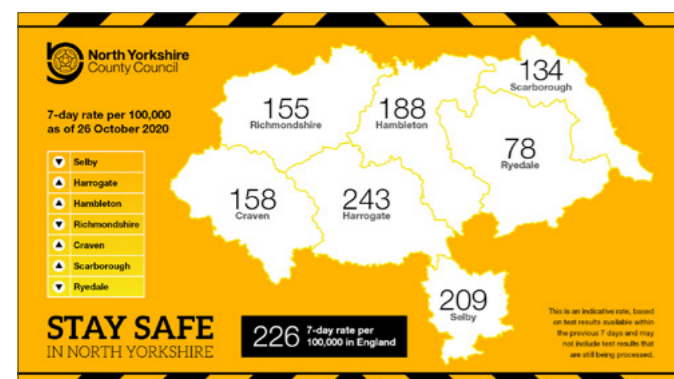 North Yorkshire
County Council
7-day rate per 100,000
as of 26 October 2020
▼ Selby
▲ Harrogate
▲ Hambleton
▼ Richmondshire
▲ Craven
▲ Scarborough
▼ Ryedale
155
Richmondshire
188
Hambleton
134
Scarborough
78
Ryedale
158
Craven
243
Harrogate
209
Selby
STAY SAFE
IN NORTH YORKSHIRE
226 7-day rate per
100,000 in England
This is an indicative rate, based
on test results available within
the previous 7 days and may
not include test results that
are still being processed.